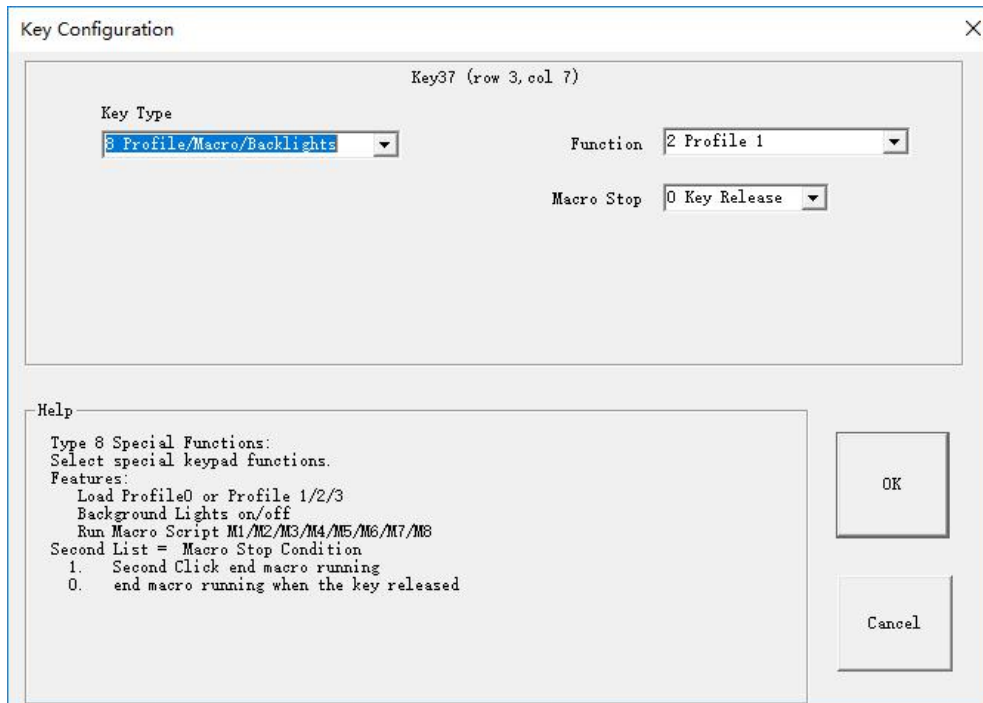 Key Configuration
Key37 (row 3,col 7)
Key Type
8 Profile/Macro/Backlights
Function
2 Profile 1
Macro Stop
0 Key Release
Help
Type 8 Special Functions:
Select special keypad functions.
Features:
Load Profile0 or Profile 1/2/3
Background Lights on/off
Run Macro Script M1/M2/M3/M4/M5/M6/M7/M8
Second List = Macro Stop Condition
1. Second Click end macro running
0. end macro running when the key released
OK
Cancel